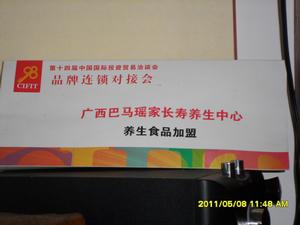 98
CIFIT
第十四届中国国际投资贸易洽谈会
品牌连锁对接会
广西巴马瑶家长寿养生中心
养生食品加盟
2011/05/08 11:48 AM